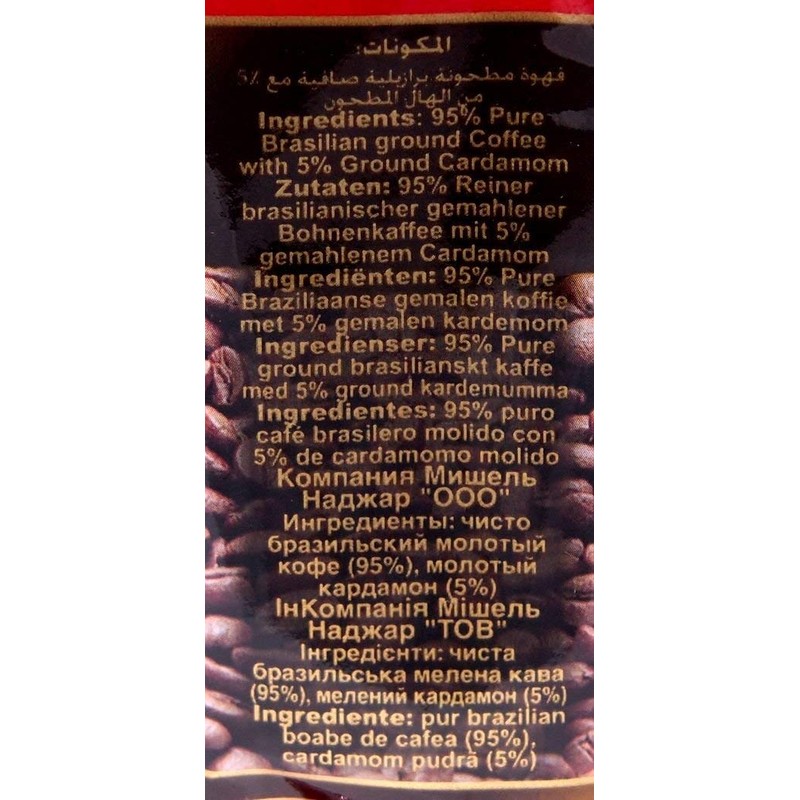 المكونات:
قهوة مطحونة برازيلية صافية مع 5٪
من الهال المطحون
Ingredients: 95% Pure
Brasilian ground Coffee
with 5% Ground Cardamom
Zutaten: 95% Reiner
brasilianischer gemahlener
Bohnenkaffee mit 5%
gemahlenem Cardamom
Ingrediënten: 95% Pure
Braziliaanse gemalen koffie
met 5% gemalen kardemom
Ingredienser: 95% Pure
ground brasilianskt kaffe
med 5% ground kardemumma
Ingredientes: 95% puro
café brasilero molido con
5% de cardamomo molido
Компания Мишель
Наджар "ООО"
Ингредиенты: чисто
бразильский молотый
кофе (95%), молотый
кардамон (5%)
ІнКомпанія Мішель
Наджар "ТОВ"
Інгредієнти: чиста
бразильська мелена кава
(95%), мелений кардамон (5%)
Ingrediente: pur brazilian
boabe de cafea (95%),
cardamom pudră (5%)